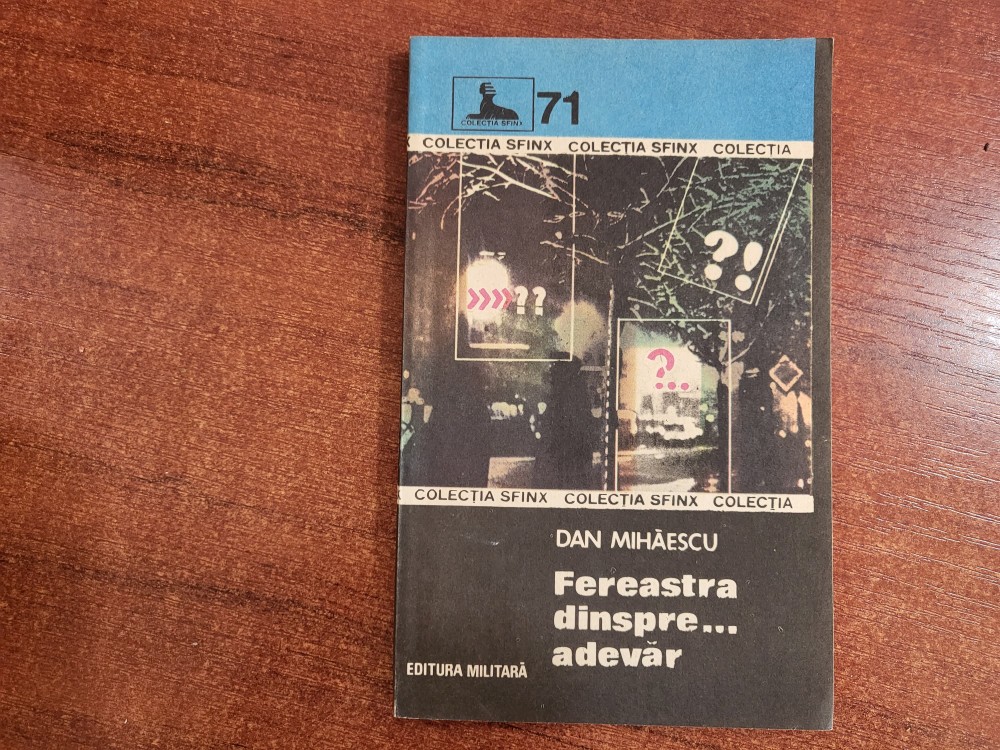 COLECȚIA SFINX
71
COLECȚIA SFINX COLECȚIA SFINX COLECȚIA
?!
??
?...
X COLECȚIA SFINX COLECȚIA SFINX COLECȚIA
DAN MIHĂESCU
Fereastra
dinspre...
adevăr
EDITURA MILITARĂ